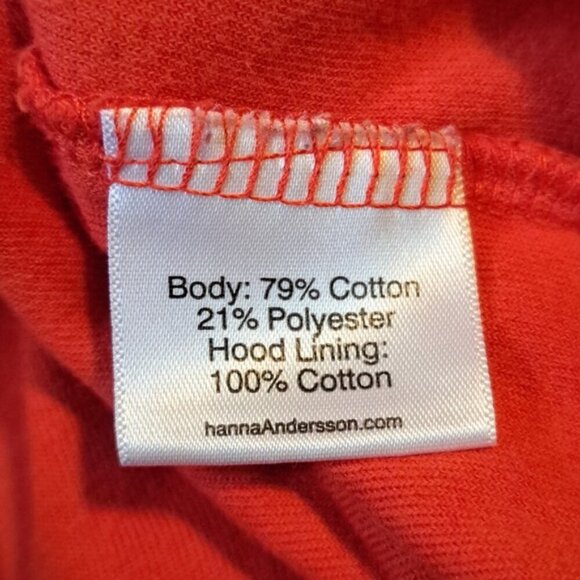 Body: 79% Cotton
21% Polyester
Hood Lining:
100% Cotton
hannaAndersson.com